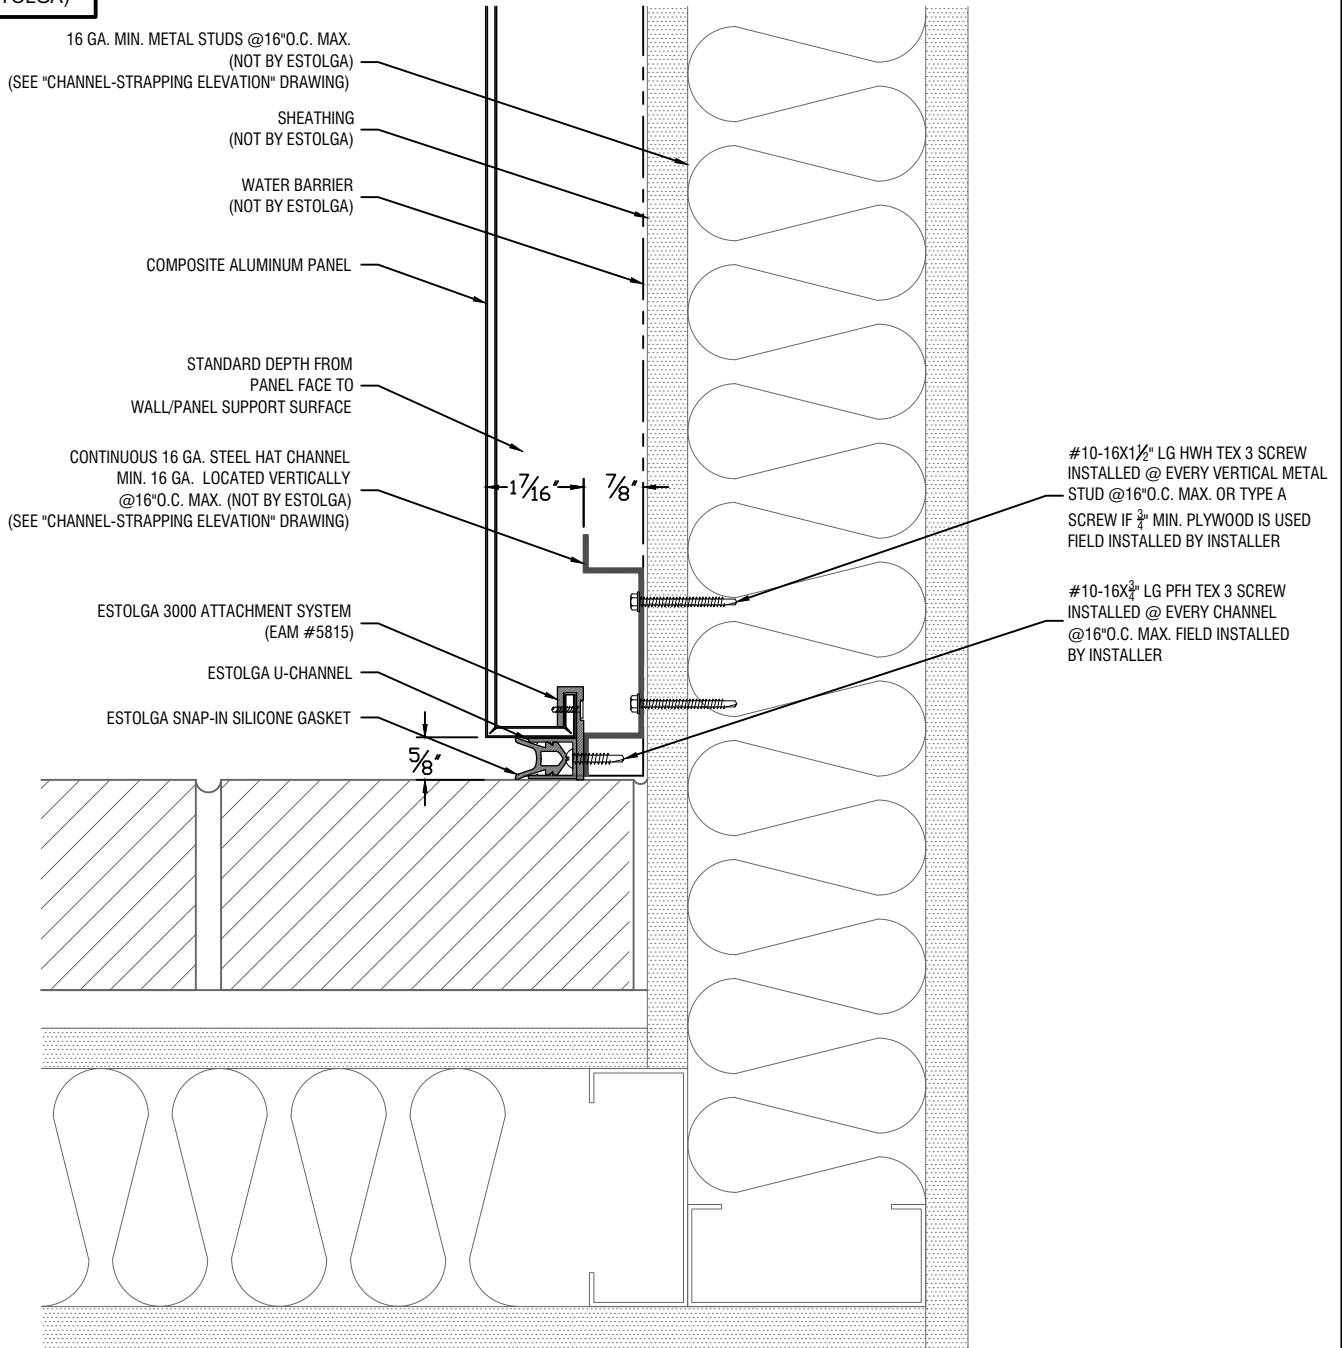 16 GA. MIN. METAL STUDS @16"O.C. MAX.
(NOT BY ESTOLGA)
(SEE "CHANNEL-STRAPPING ELEVATION" DRAWING)
SHEATHING
(NOT BY ESTOLGA)
WATER BARRIER
(NOT BY ESTOLGA)
COMPOSITE ALUMINUM PANEL
STANDARD DEPTH FROM
PANEL FACE TO
WALL/PANEL SUPPORT SURFACE
CONTINUOUS 16 GA. STEEL HAT CHANNEL
MIN. 16 GA. LOCATED VERTICALLY
@16"O.C. MAX. (NOT BY ESTOLGA)
(SEE "CHANNEL-STRAPPING ELEVATION" DRAWING)
1 7/16"
7/8"
ESTOLGA 3000 ATTACHMENT SYSTEM
(EAM #5815)
ESTOLGA U-CHANNEL
ESTOLGA SNAP-IN SILICONE GASKET
5/8"
#10-16X1 1/2" LG HWH TEX 3 SCREW
INSTALLED @ EVERY VERTICAL METAL
STUD @16"O.C. MAX. OR TYPE A
SCREW IF 3/4" MIN. PLYWOOD IS USED
FIELD INSTALLED BY INSTALLER
#10-16X3/4" LG PFH TEX 3 SCREW
INSTALLED @ EVERY CHANNEL
@16"O.C. MAX. FIELD INSTALLED
BY INSTALLER